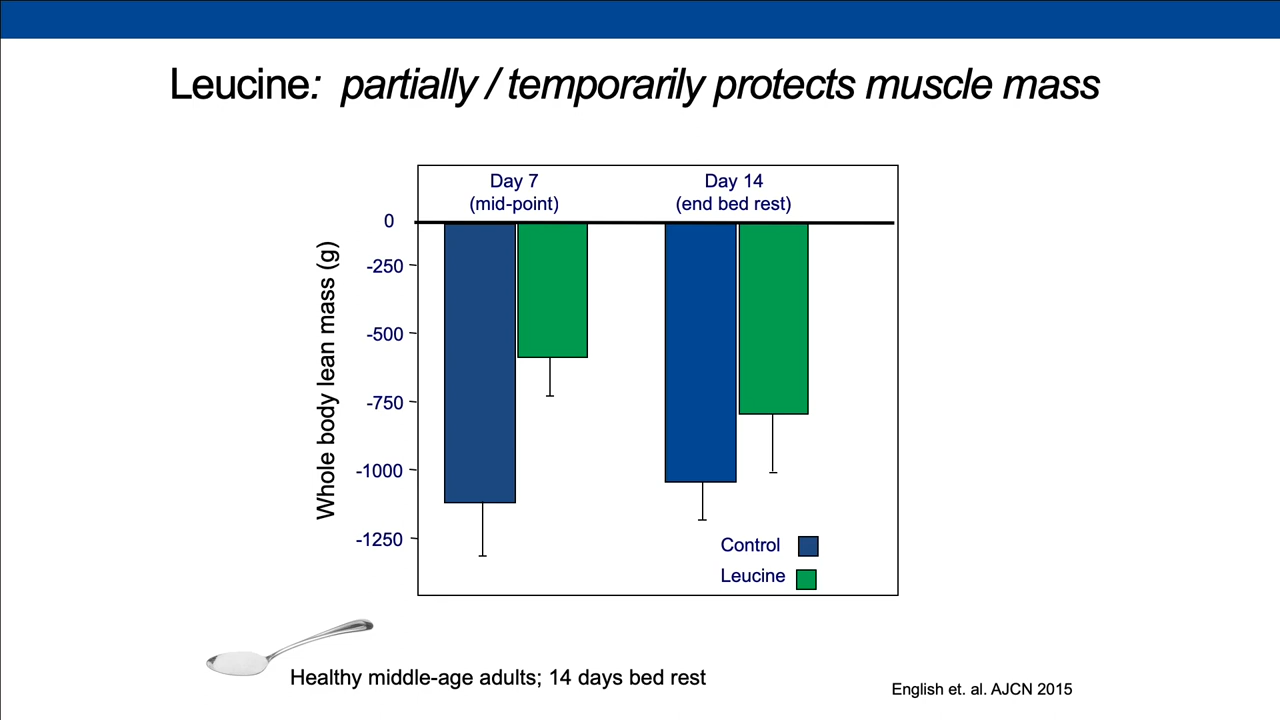 Leucine: partially / temporarily protects muscle mass
Day 7
(mid-point)
Day 14
(end bed rest)
Whole body lean mass (g)
0
-250
-500
-750
-1000
-1250
Control
Leucine
Healthy middle-age adults; 14 days bed rest
English et. al. AJCN 2015